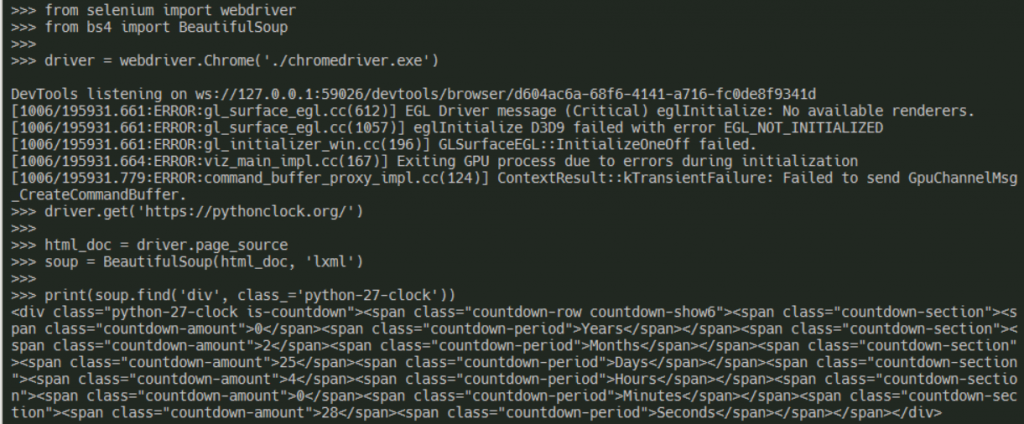 >>> from selenium import webdriver
>>> from bs4 import BeautifulSoup
>>>
>>> driver = webdriver.Chrome('./chromedriver.exe')
DevTools listening on ws://127.0.0.1:59026/devtools/browser/d604ac6a-68f6-4141-a716-fc0de8f9341d
[1006/195931.661:ERROR:gl_surface_egl.cc(612)] EGL Driver message (Critical) eglInitialize: No available renderers.
[1006/195931.661:ERROR:gl_surface_egl.cc(1057)] eglInitialize D3D9 failed with error EGL_NOT_INITIALIZED
[1006/195931.661:ERROR:gl_initializer_win.cc(196)] GLSurfaceEGL::InitializeOneOff failed.
[1006/195931.664:ERROR:viz_main_impl.cc(167)] Exiting GPU process due to errors during initialization
[1006/195931.779:ERROR:command_buffer_proxy_impl.cc(124)] ContextResult::kTransientFailure: Failed to send GpuChannelMsg
_CreateCommandBuffer.
>>> driver.get('https://pythonclock.org/')
>>>
>>> html_doc = driver.page_source
>>> soup = BeautifulSoup(html_doc, 'lxml')
>>>
>>> print(soup.find('div', class_='python-27-clock'))
<div class="python-27-clock is-countdown"><span class="countdown-row countdown-show6"><span class="countdown-section"><s
pan class="countdown-amount">0</span><span class="countdown-period">Years</span></span><span class="countdown-section"><
span class="countdown-amount">2</span><span class="countdown-period">Months</span></span><span class="countdown-section"
><span class="countdown-amount">25</span><span class="countdown-period">Days</span></span><span class="countdown-section
"><span class="countdown-amount">4</span><span class="countdown-period">Hours</span></span><span class="countdown-sectio
n"><span class="countdown-amount">0</span><span class="countdown-period">Minutes</span></span><span class="countdown-sec
tion"><span class="countdown-amount">28</span><span class="countdown-period">Seconds</span></span></span></div>